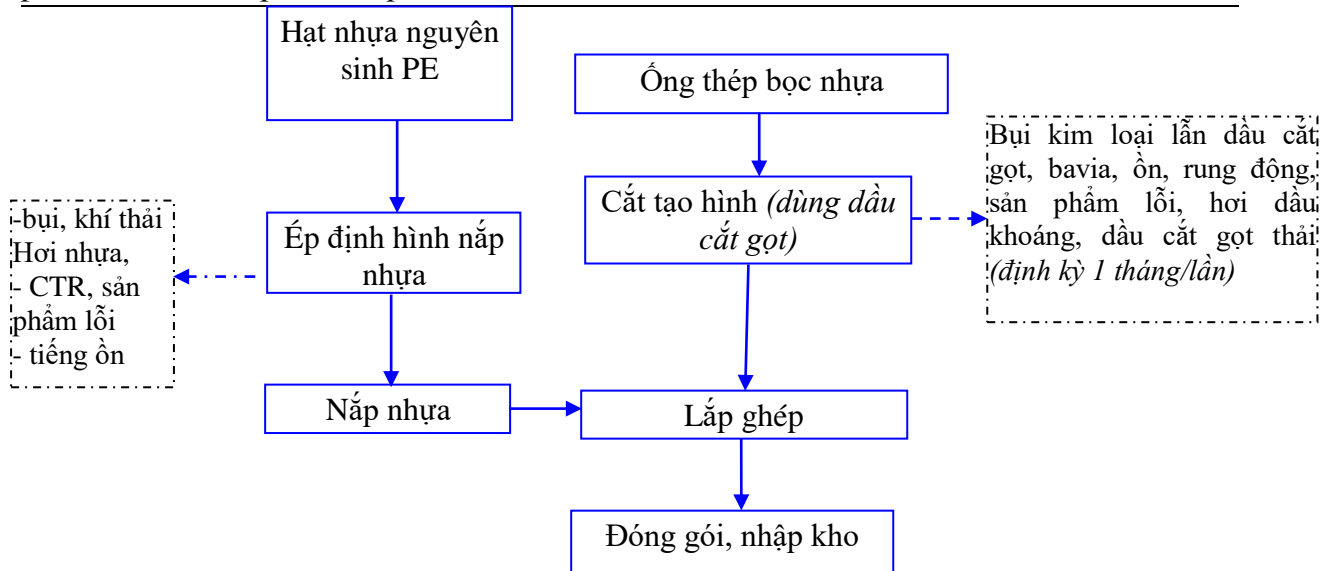 Hạt nhựa nguyên
sinh PE
Ống thép bọc nhựa
Bụi kim loại lẫn dầu cắt
gọt, bavia, ồn, rung động,
sản phẩm lỗi, hơi dầu
khoáng, dầu cắt gọt thải
(định kỳ 1 tháng/lần)
Cắt tạo hình (dùng dầu
cắt gọt)
-bụi, khí thải
Hơi nhựa,
- CTR, sản
phẩm lỗi
- tiếng ồn
Ép định hình nắp
nhựa
Nắp nhựa
Lắp ghép
Đóng gói, nhập kho